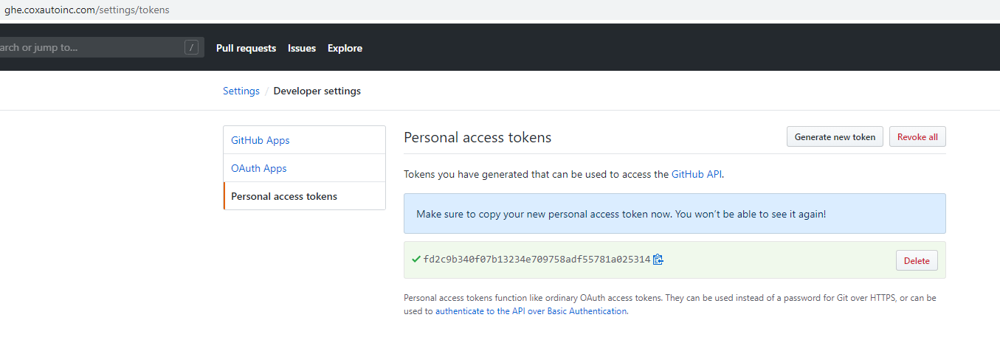 ghe.coxautoinc.com/settings/tokens
arch or jump to... / Pull requests Issues Explore
Settings / Developer settings
GitHub Apps
OAuth Apps
Personal access tokens
Personal access tokens Generate new token Revoke all
Tokens you have generated that can be used to access the GitHub API.
Make sure to copy your new personal access token now. You won't be able to see it again!
fd2c9b340f07b13234e709758adf55781a025314 Delete
Personal access tokens function like ordinary OAuth access tokens. They can be used instead of a password for Git over HTTPS, or can be
used to authenticate to the API over Basic Authentication.